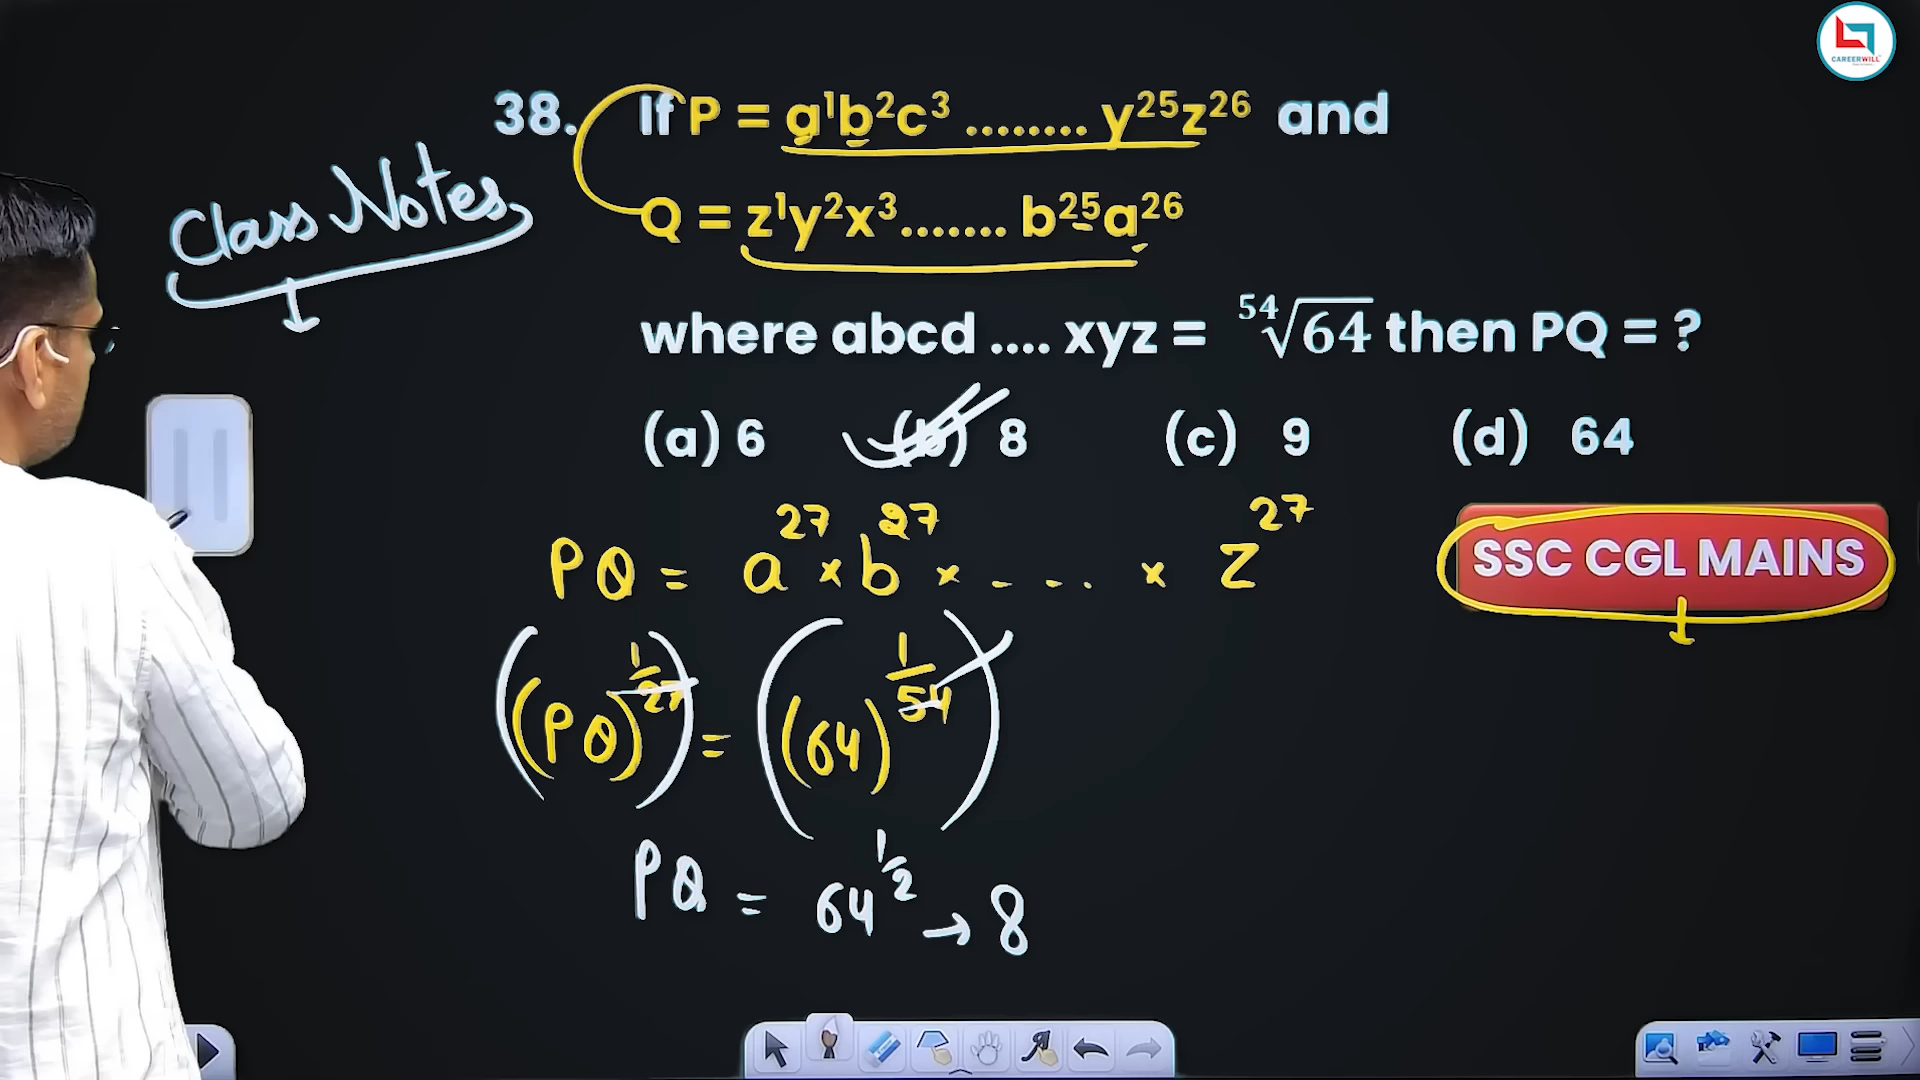 CAREERWILL
38. If P = a¹b²c³ ........ y²⁵z²⁶ and
Class Notes
Q = z¹y²x³....... b²⁵a²⁶
where abcd .... xyz = ⁵⁴√64 then PQ = ?
(a) 6 (b) 8 (c) 9 (d) 64
PQ = a²⁷ × b²⁷ × - - . . × z²⁷
SSC CGL MAINS
((PQ)^1/27) = ((64)^1/54)
PQ = 64^1/2 → 8